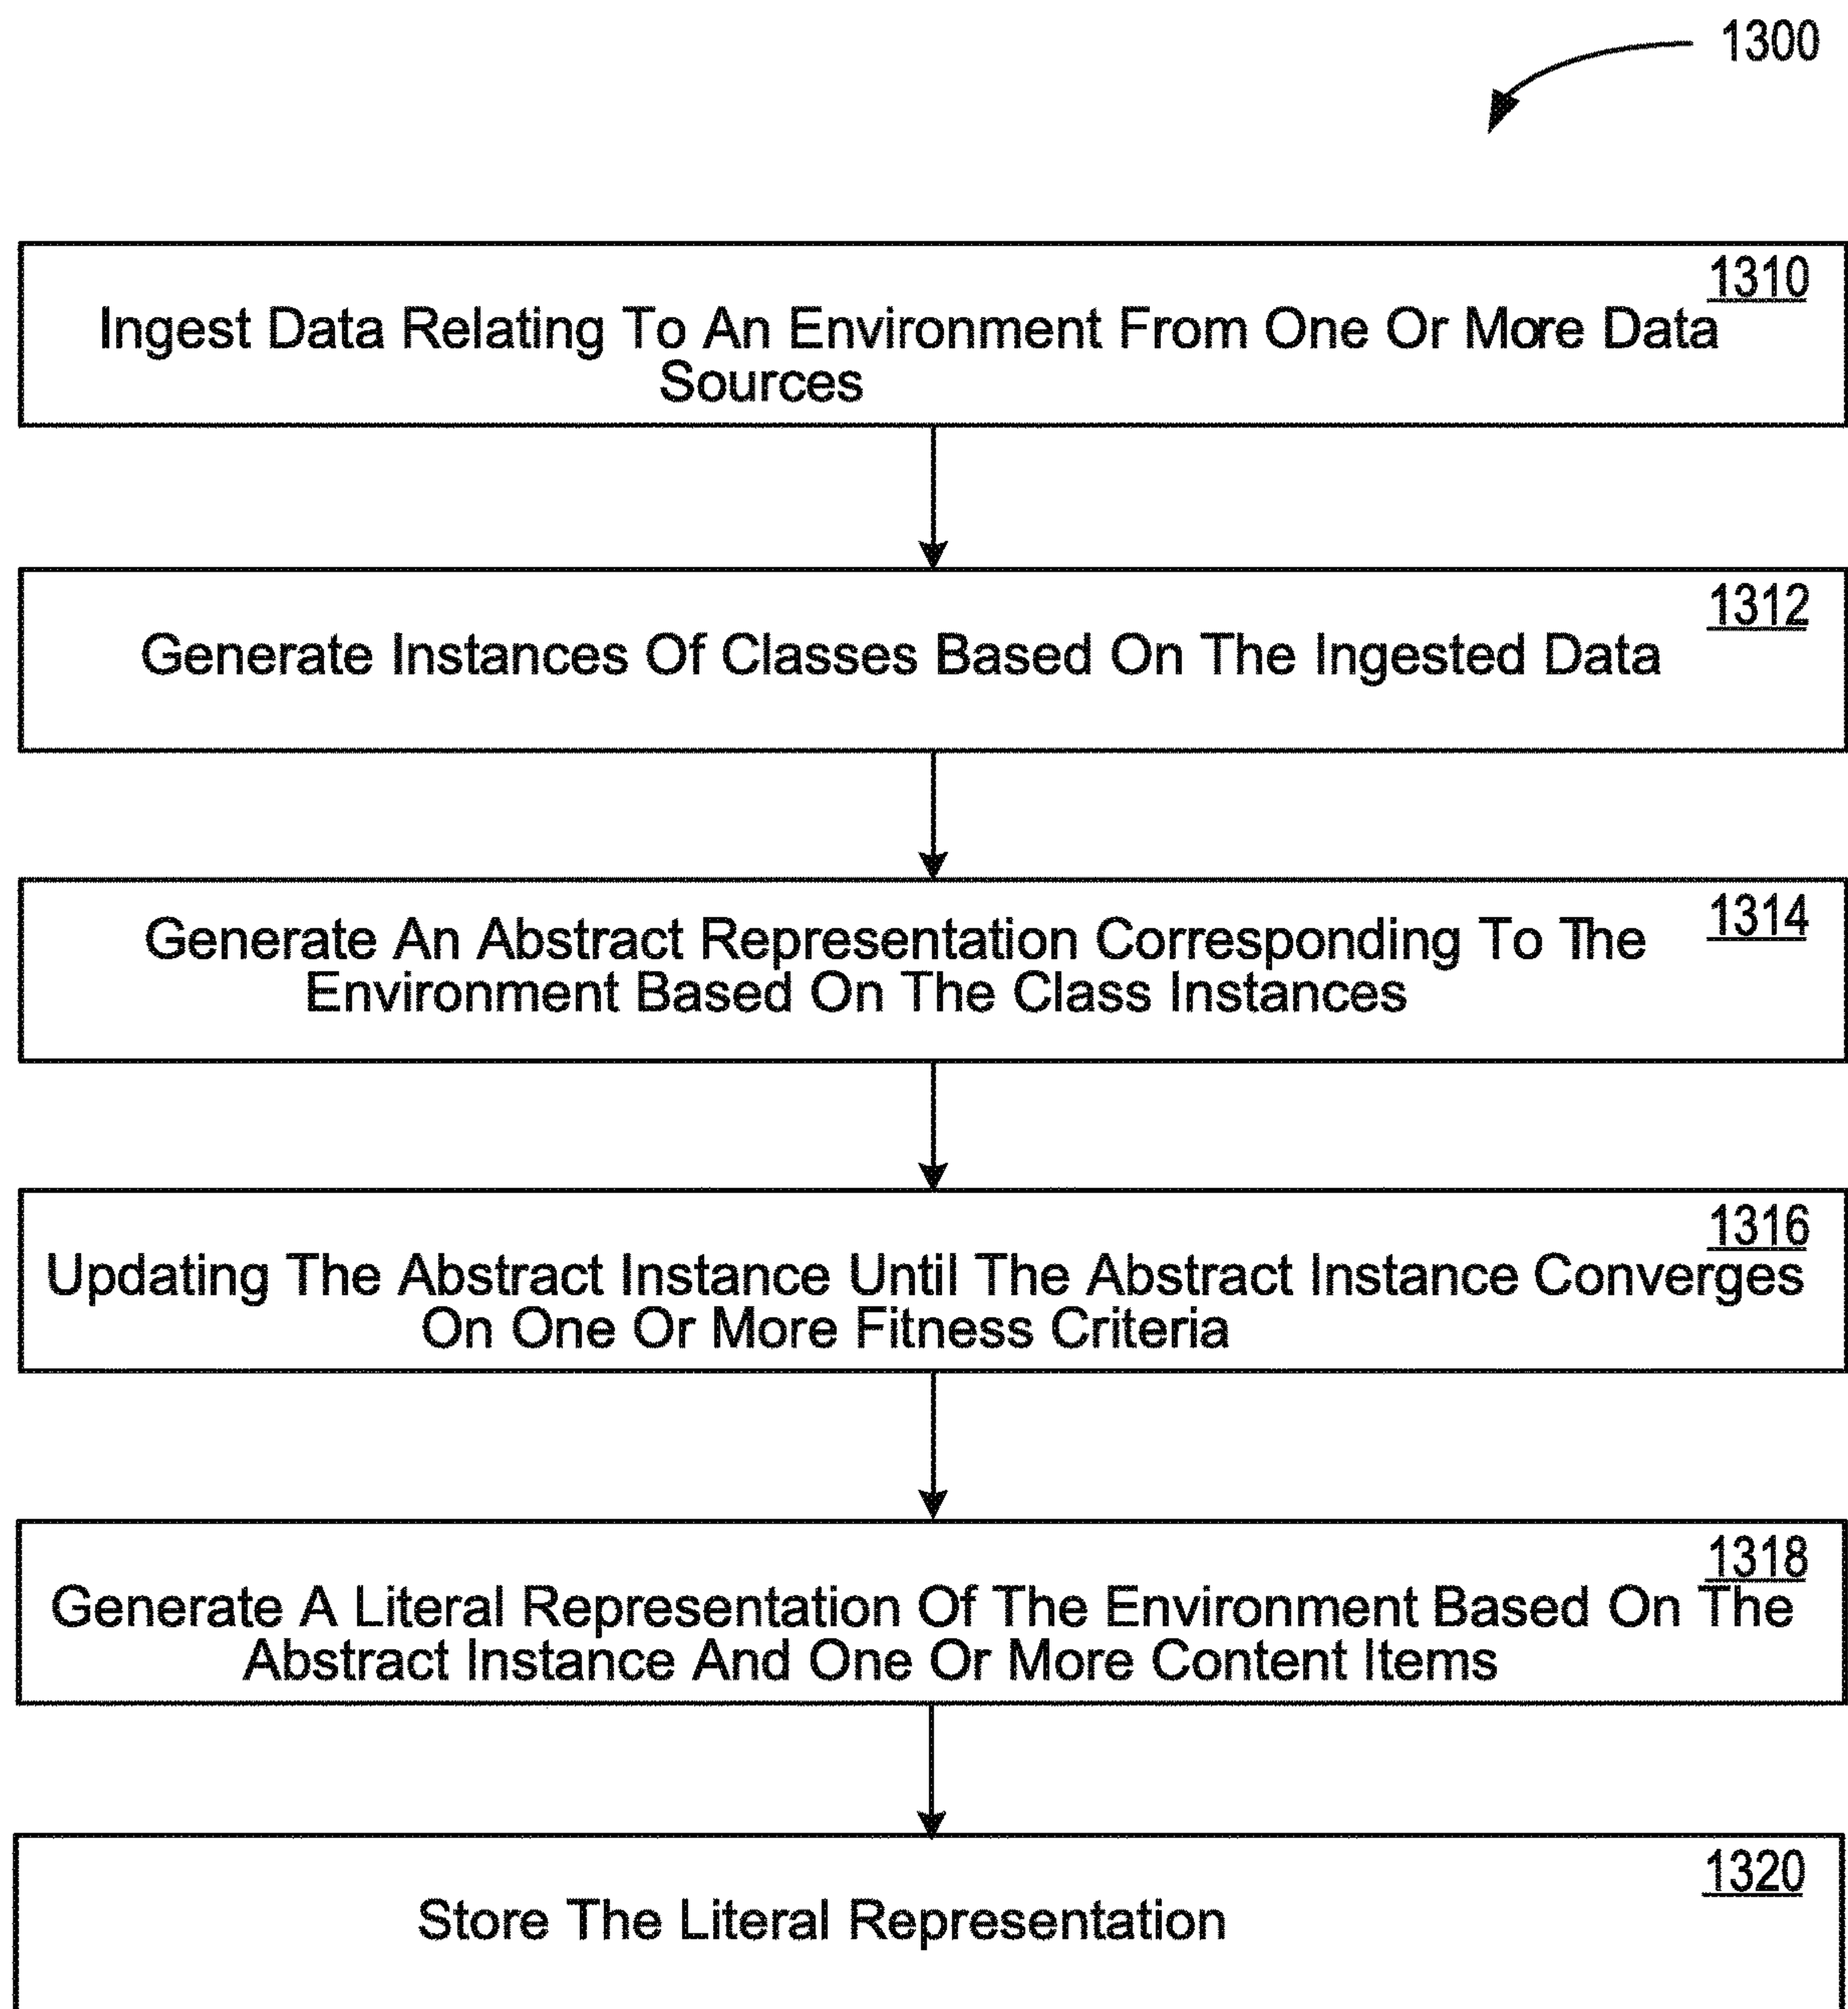 1300
1310
Ingest Data Relating To An Environment From One Or More Data
Sources
1312
Generate Instances Of Classes Based On The Ingested Data
1314
Generate An Abstract Representation Corresponding To The
Environment Based On The Class Instances
1316
Updating The Abstract Instance Until The Abstract Instance Converges
On One Or More Fitness Criteria
1318
Generate A Literal Representation Of The Environment Based On The
Abstract Instance And One Or More Content Items
1320
Store The Literal Representation